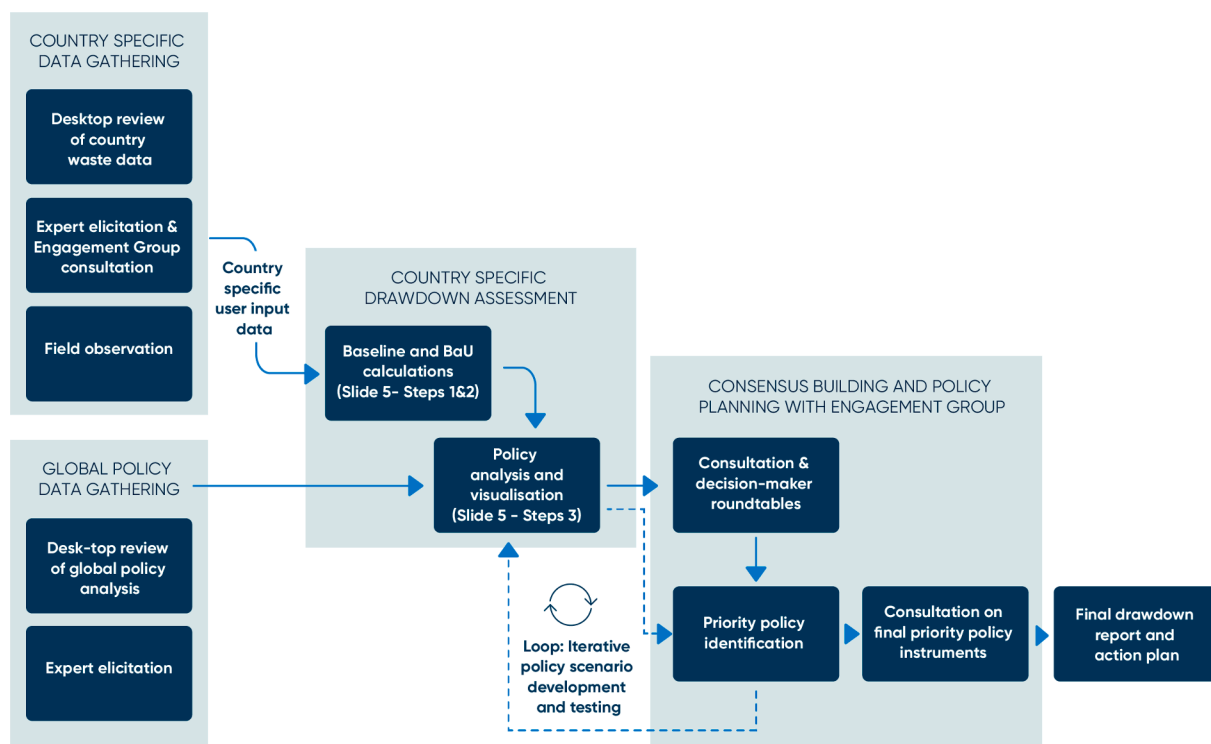 COUNTRY SPECIFIC
DATA GATHERING
Desktop review
of country
waste data
Expert elicitation &
Engagement Group
consultation
Field observation
Country
specific
user input
data
GLOBAL POLICY
DATA GATHERING
Desk-top review
of global policy
analysis
Expert elicitation
COUNTRY SPECIFIC
DRAWDOWN ASSESSMENT
Baseline and BaU
calculations
(Slide 5- Steps 1&2)
Policy
analysis and
visualisation
(Slide 5 - Steps 3)
Loop: Iterative
policy scenario
development
and testing
CONSENSUS BUILDING AND POLICY
PLANNING WITH ENGAGEMENT GROUP
Consultation &
decision-maker
roundtables
Priority policy
identification
Consultation on
final priority policy
instruments
Final drawdown
report and
action plan